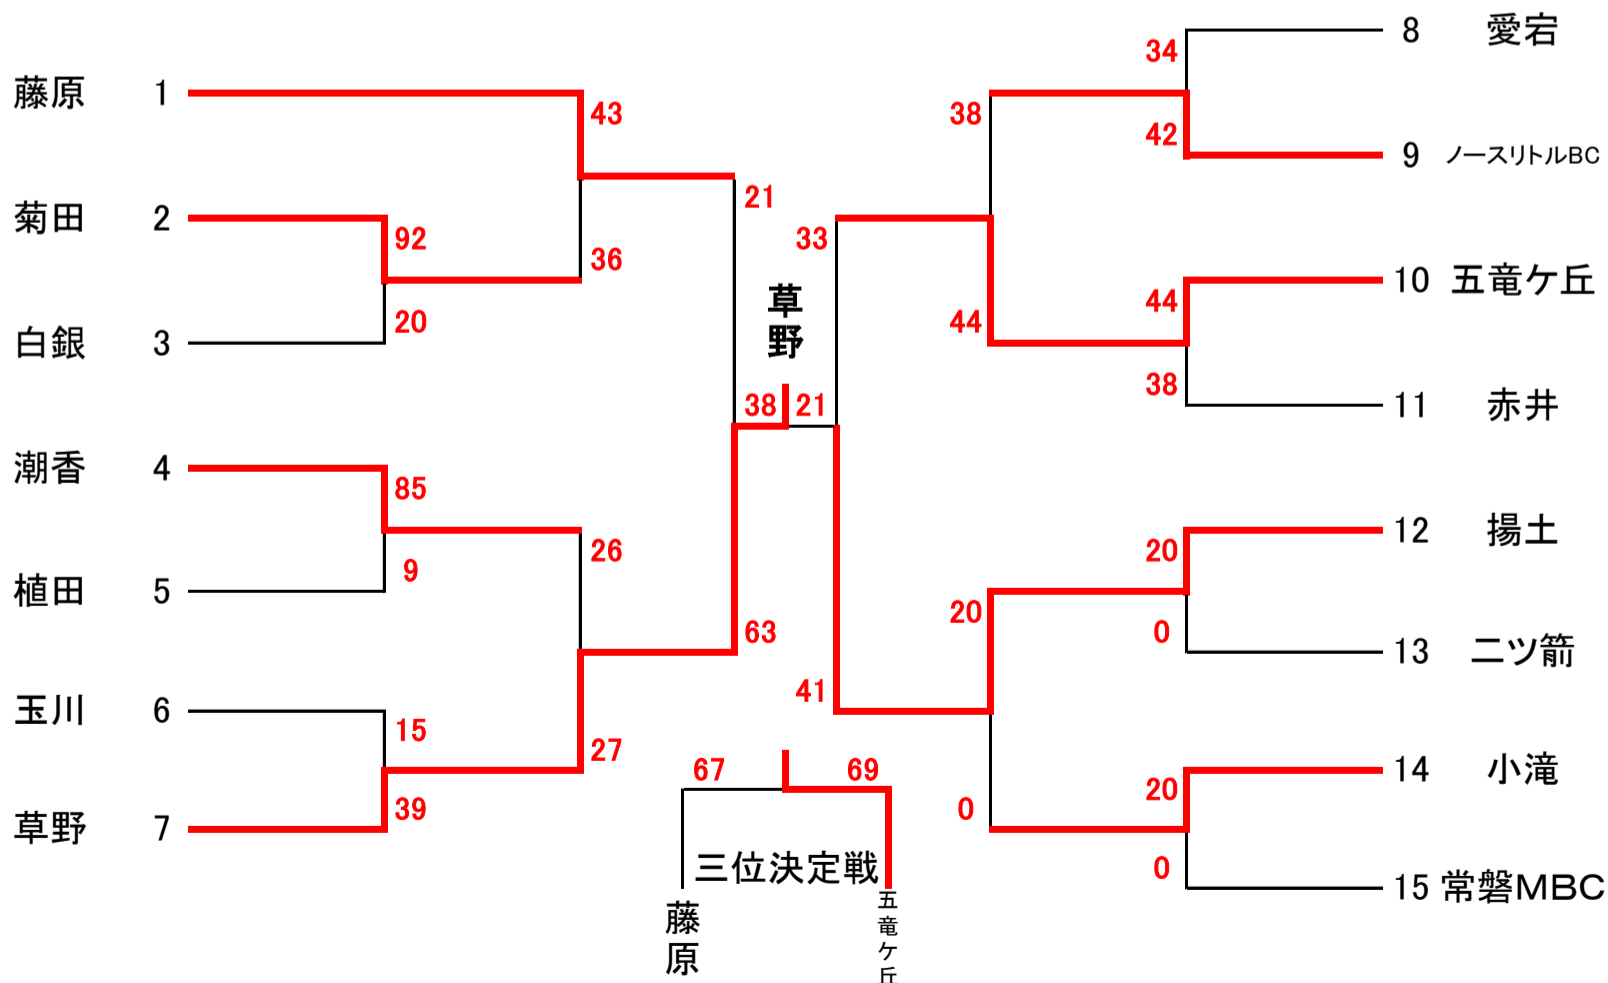 藤原 1
菊田 2
白銀 3
潮香 4
植田 5
玉川 6
草野 7
92
20
85
9
15
39
43
36
26
27
21
63
草野
38 21
33
41
38
44
20
0
34
42
44
38
20
0
20
0
8 愛宕
9 ノースリトルBC
10 五竜ケ丘
11 赤井
12 揚土
13 二ツ箭
14 小滝
15 常磐MBC
67 69
三位決定戦
藤原
五竜ケ丘